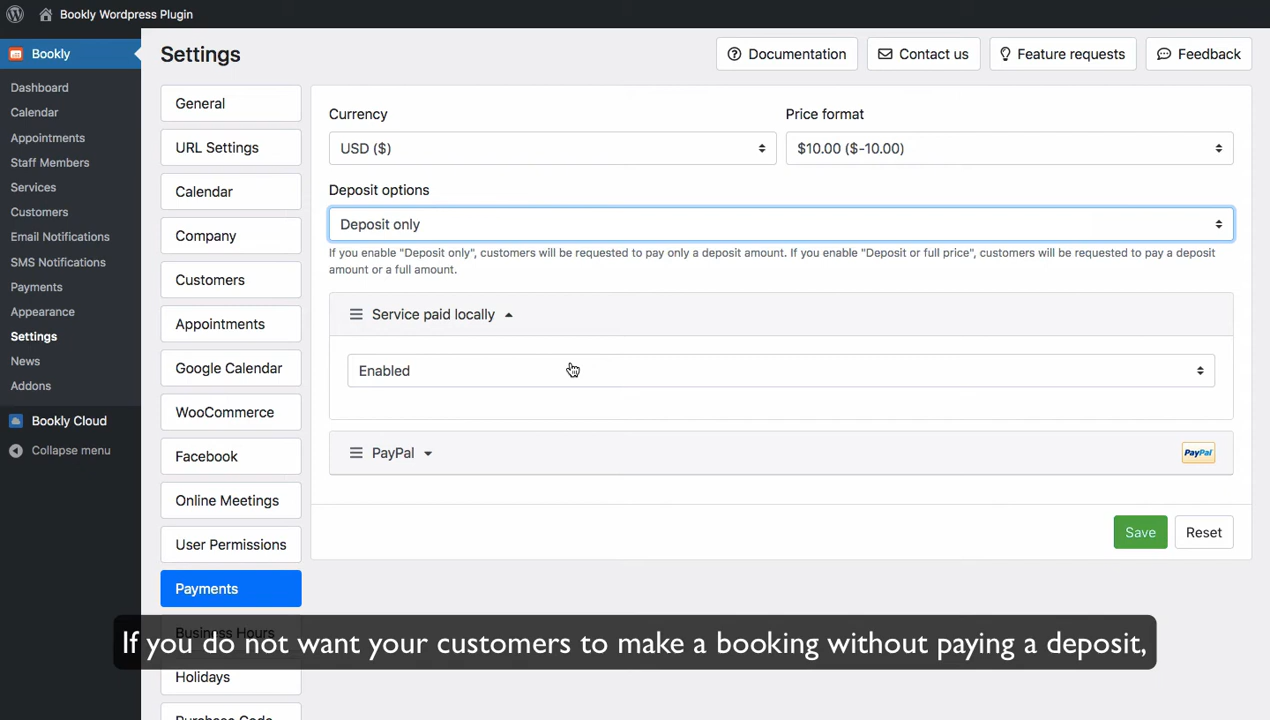 Bookly Wordpress Plugin
Bookly
Dashboard
Calendar
Appointments
Staff Members
Services
Customers
Email Notifications
SMS Notifications
Payments
Appearance
Settings
News
Addons
Bookly Cloud
Collapse menu
Settings
Documentation
Contact us
Feature requests
Feedback
General
URL Settings
Calendar
Company
Customers
Appointments
Google Calendar
WooCommerce
Facebook
Online Meetings
User Permissions
Payments
Business Hours
Holidays
Purchase Code
Currency
Price format
USD ($)
$10.00 ($-10.00)
Deposit options
Deposit only
If you enable "Deposit only", customers will be requested to pay only a deposit amount. If you enable "Deposit or full price", customers will be requested to pay a deposit
amount or a full amount.
Service paid locally
Enabled
PayPal
PayPal
Save
Reset
If you do not want your customers to make a booking without paying a deposit,